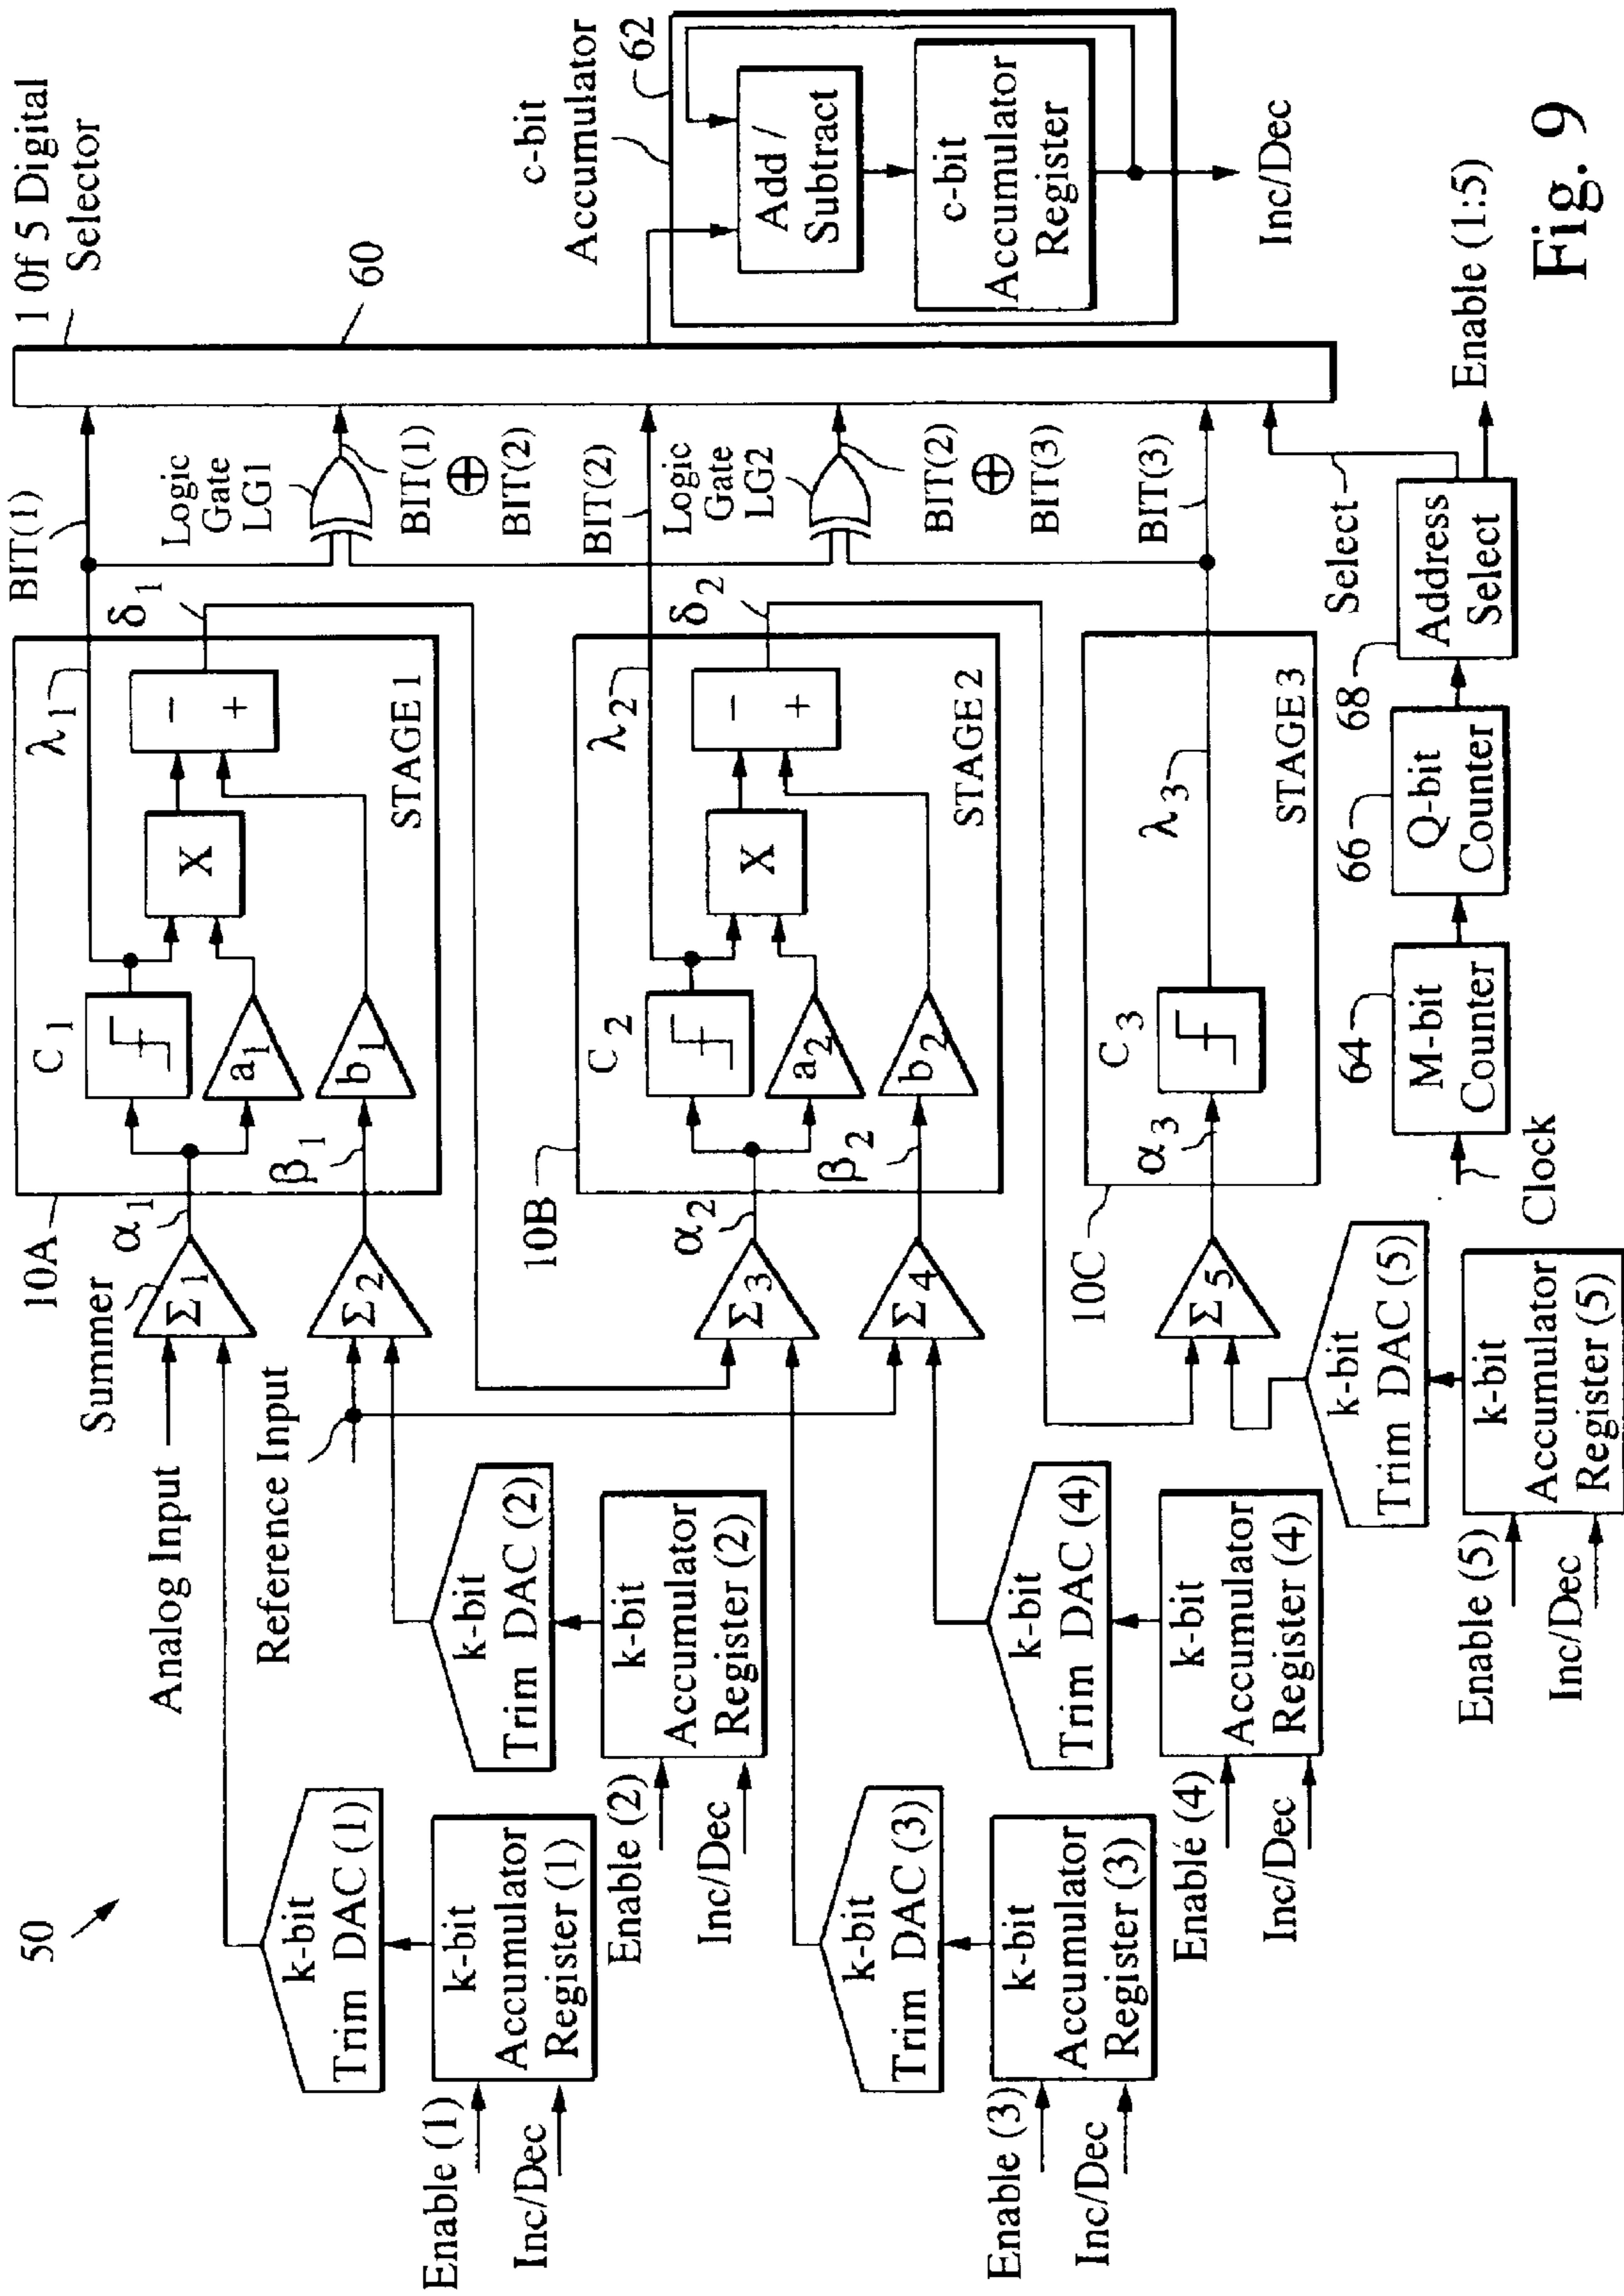 50
Enable (1)
Inc/Dec
k-bit
Accumulator
Register (1)
k-bit
Trim DAC (1)
Enable (2)
Inc/Dec
k-bit
Accumulator
Register (2)
k-bit
Trim DAC (2)
Analog Input
Reference Input
Summer
Σ1
Σ2
10A
α1
β1
C1
a1
b1
X
−
+
λ1
δ1
STAGE 1
BIT(1)
Logic
Gate
LG1
BIT(1)
⊕
BIT(2)
1 Of 5 Digital
Selector
60
Enable (3)
Inc/Dec
k-bit
Accumulator
Register (3)
k-bit
Trim DAC (3)
Enable (4)
Inc/Dec
k-bit
Accumulator
Register (4)
k-bit
Trim DAC (4)
Σ3
Σ4
10B
α2
β2
C2
a2
b2
X
−
+
λ2
δ2
STAGE 2
BIT(2)
Logic
Gate
LG2
BIT(2)
⊕
BIT(3)
c-bit
Accumulator
62
Add /
Subtract
c-bit
Accumulator
Register
Inc/Dec
Enable (5)
Inc/Dec
k-bit
Accumulator
Register (5)
k-bit
Trim DAC (5)
Σ5
10C
α3
C3
λ3
STAGE 3
BIT(3)
Select
Clock
64
M-bit
Counter
66
Q-bit
Counter
68
Address
Select
Enable (1:5)
Fig. 9